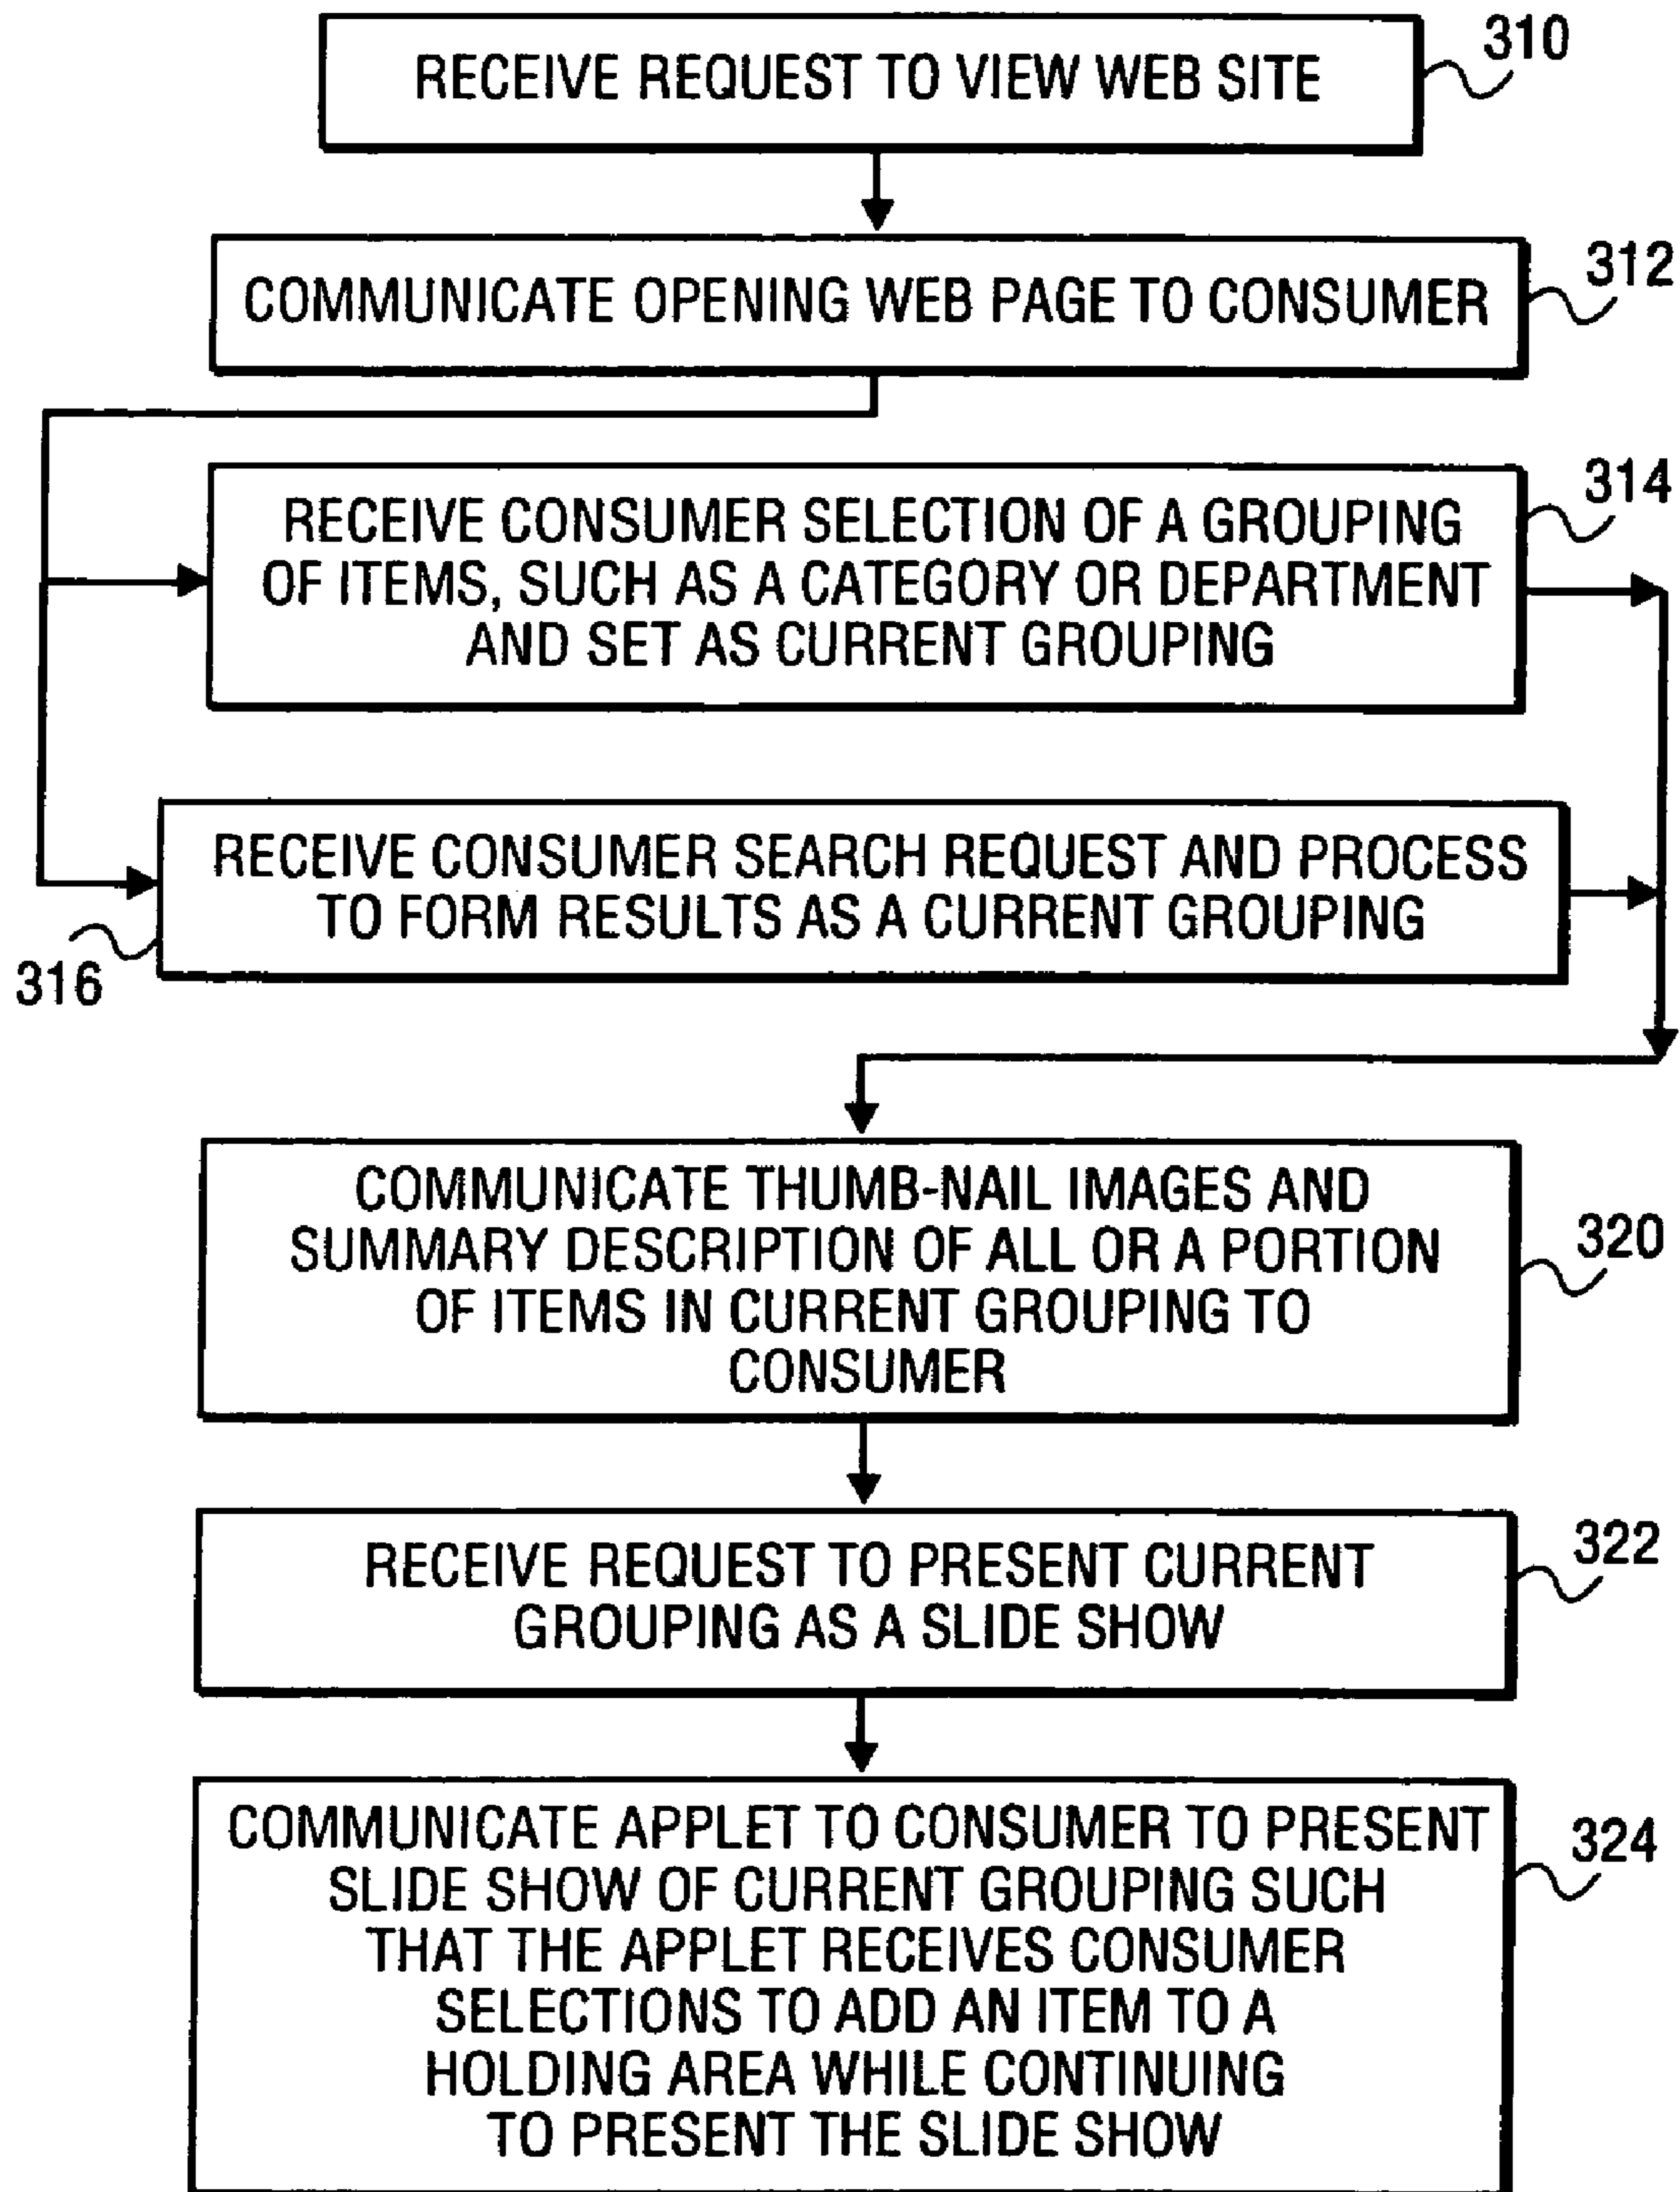 RECEIVE REQUEST TO VIEW WEB SITE
310
COMMUNICATE OPENING WEB PAGE TO CONSUMER
312
RECEIVE CONSUMER SELECTION OF A GROUPING
OF ITEMS, SUCH AS A CATEGORY OR DEPARTMENT
AND SET AS CURRENT GROUPING
314
RECEIVE CONSUMER SEARCH REQUEST AND PROCESS
TO FORM RESULTS AS A CURRENT GROUPING
316
COMMUNICATE THUMB-NAIL IMAGES AND
SUMMARY DESCRIPTION OF ALL OR A PORTION
OF ITEMS IN CURRENT GROUPING TO
CONSUMER
320
RECEIVE REQUEST TO PRESENT CURRENT
GROUPING AS A SLIDE SHOW
322
COMMUNICATE APPLET TO CONSUMER TO PRESENT
SLIDE SHOW OF CURRENT GROUPING SUCH
THAT THE APPLET RECEIVES CONSUMER
SELECTIONS TO ADD AN ITEM TO A
HOLDING AREA WHILE CONTINUING
TO PRESENT THE SLIDE SHOW
324